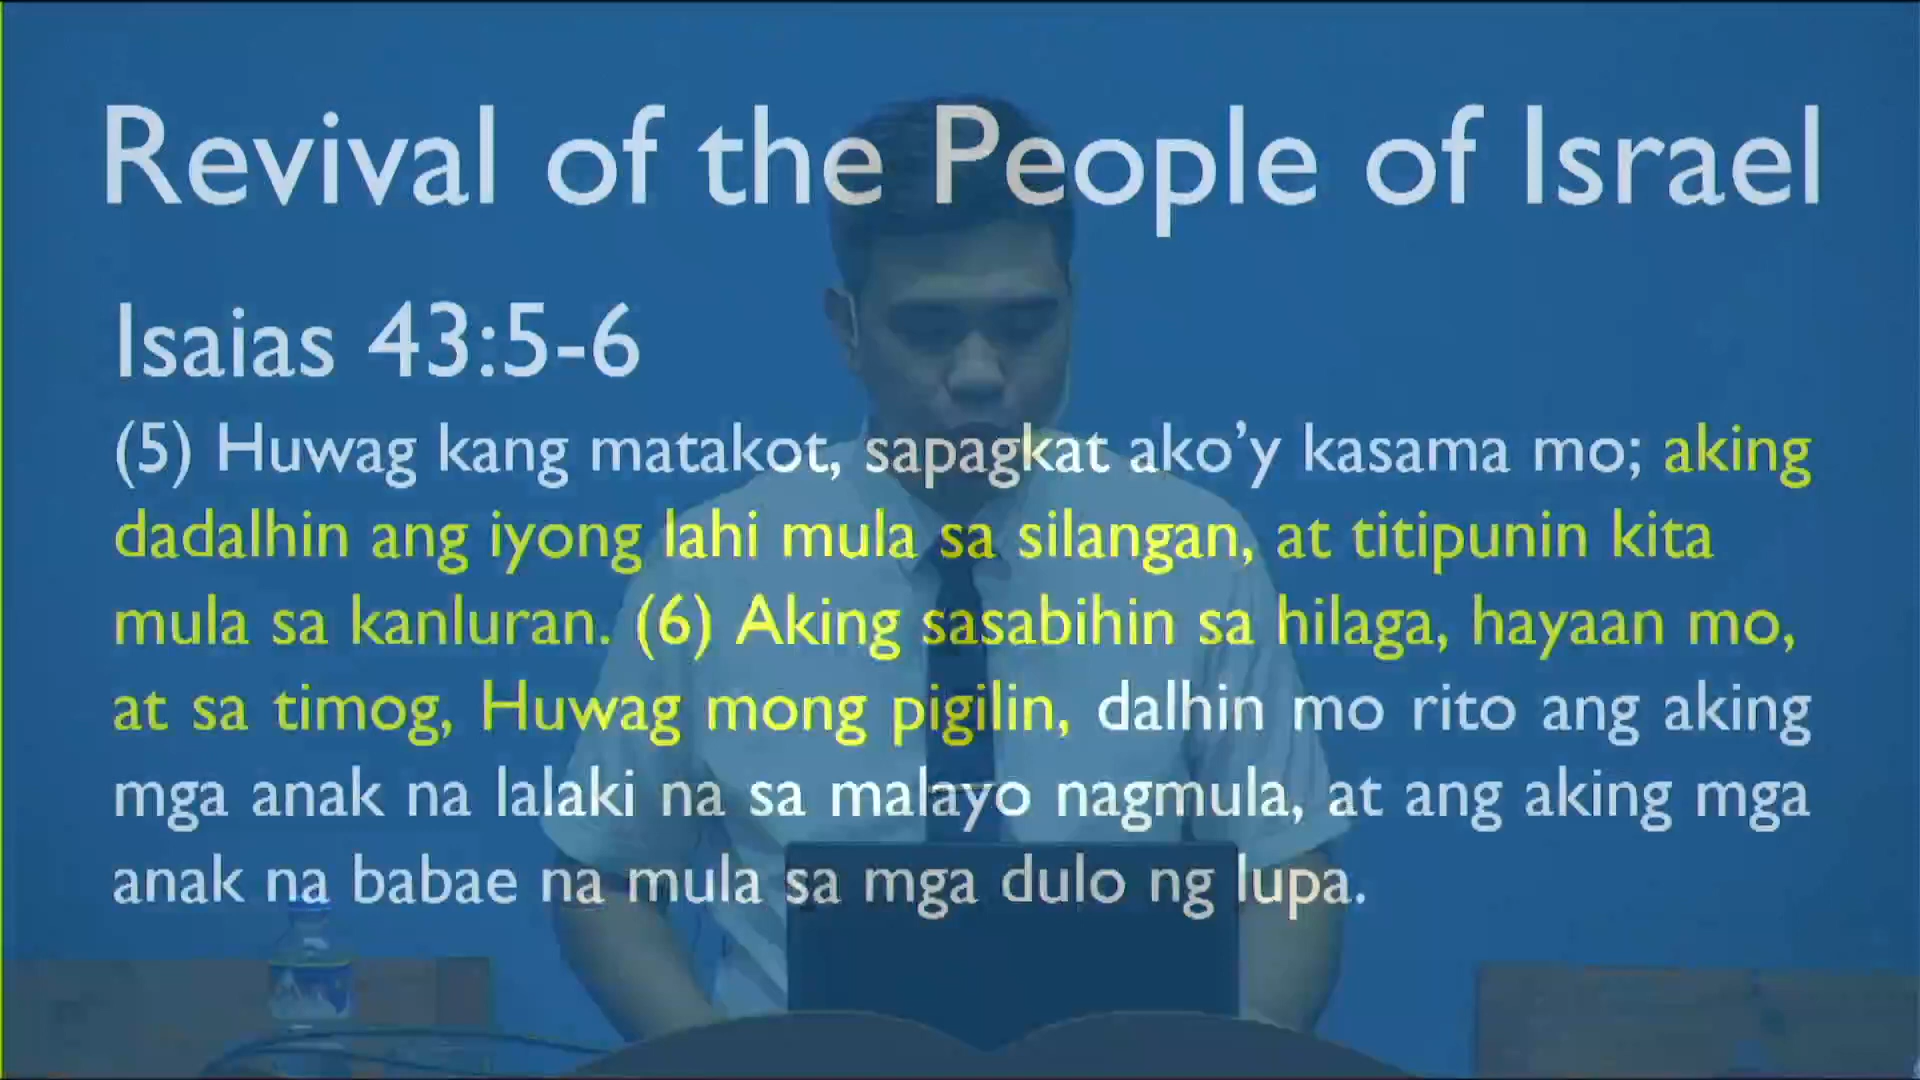 Revival of the People of Israel
Isaias 43:5-6
(5) Huwag kang matakot, sapagkat ako’y kasama mo; aking
dadalhin ang iyong lahi mula sa silangan, at titipunin kita
mula sa kanluran. (6) Aking sasabihin sa hilaga, hayaan mo,
at sa timog, Huwag mong pigilin, dalhin mo rito ang aking
mga anak na lalaki na sa malayo nagmula, at ang aking mga
anak na babae na mula sa mga dulo ng lupa.